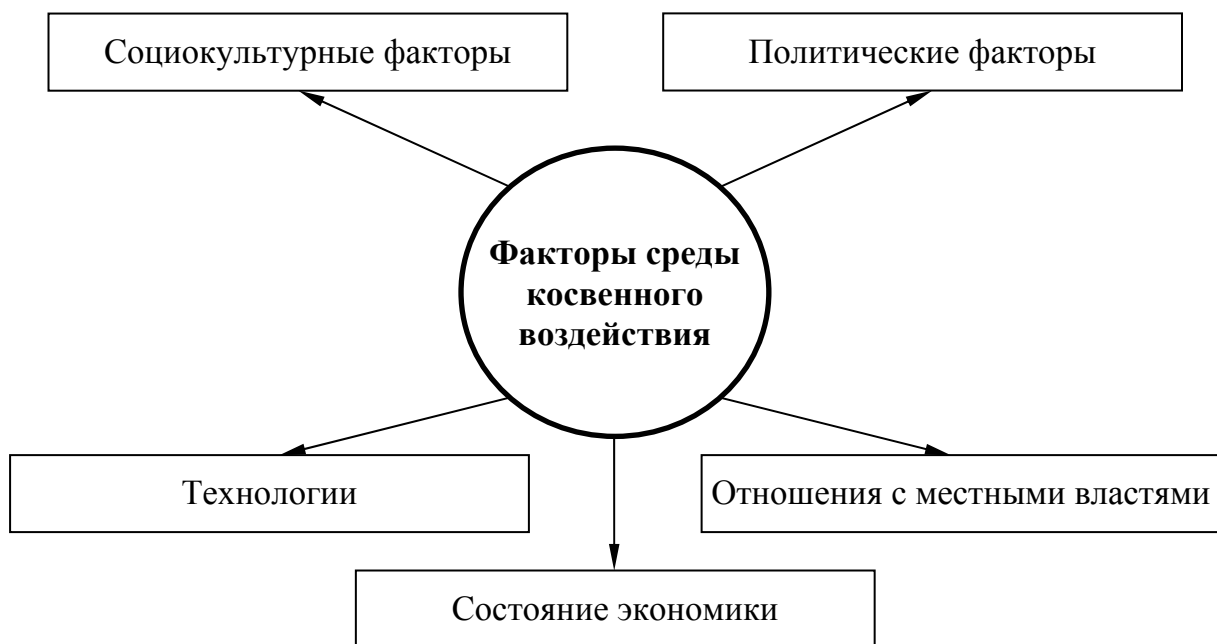 Социокультурные факторы
Политические факторы
Факторы среды
косвенного
воздействия
Технологии
Отношения с местными властями
Состояние экономики